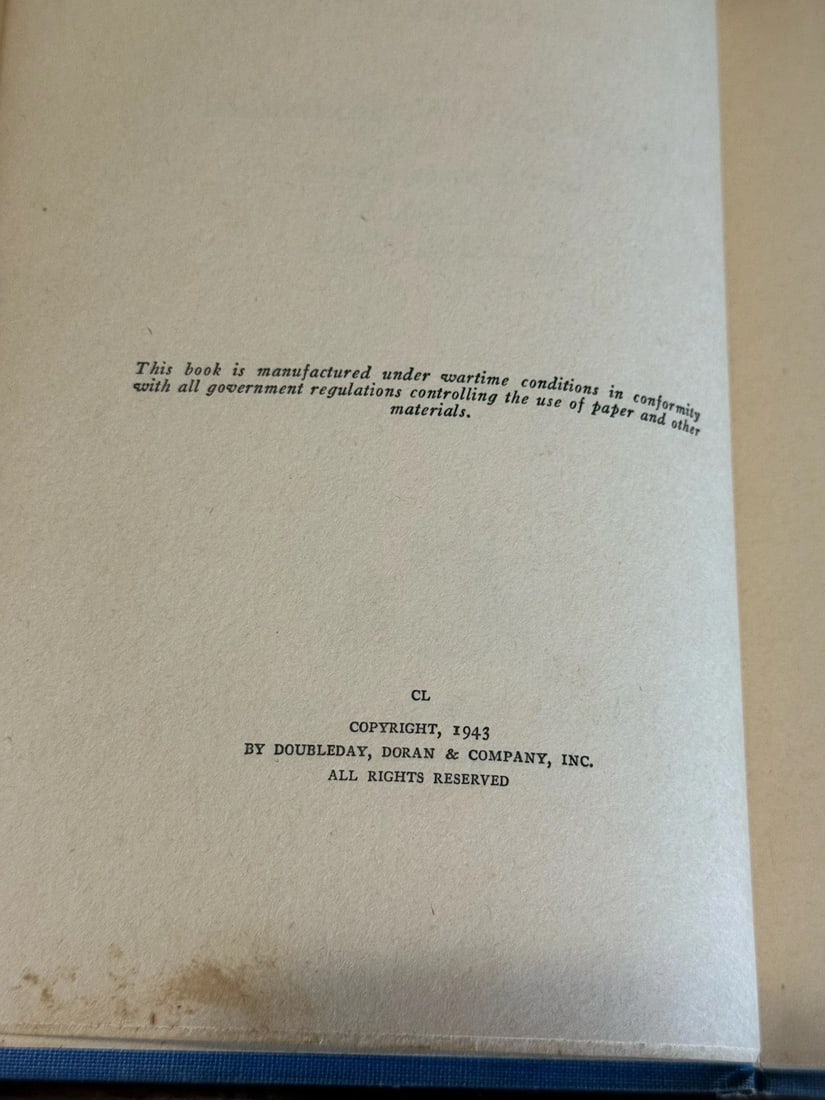 This book is manufactured under wartime conditions in conformity
with all government regulations controlling the use of paper and other
materials.
CL
COPYRIGHT, 1943
BY DOUBLEDAY, DORAN & COMPANY, INC.
ALL RIGHTS RESERVED